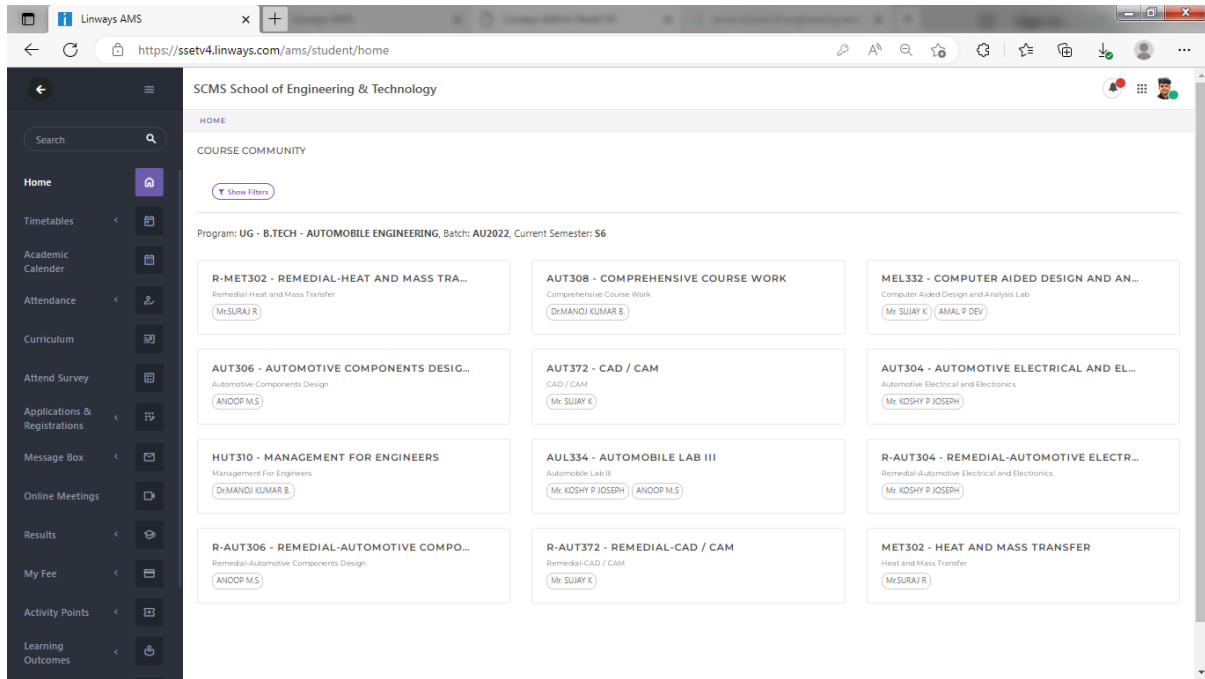 Linways AMS
https://ssetv4.linways.com/ams/student/home
SCMS School of Engineering & Technology
Search
HOME
COURSE COMMUNITY
Home
Show Filters
Timetables
Program: UG - B.TECH - AUTOMOBILE ENGINEERING, Batch: AU2022, Current Semester: S6
Academic
Calender
Attendance
Curriculum
Attend Survey
Applications &
Registrations
Message Box
Online Meetings
Results
My Fee
Activity Points
Learning
Outcomes
R-MET302 - REMEDIAL-HEAT AND MASS TRA...
Remedial-Heat and Mass Transfer
Mr.SURAJ R
AUT308 - COMPREHENSIVE COURSE WORK
Comprehensive Course Work
Dr.MANOJ KUMAR B.
MEL332 - COMPUTER AIDED DESIGN AND AN...
Computer Aided Design and Analysis Lab
Mr. SUJAY K AMAL P DEV
AUT306 - AUTOMOTIVE COMPONENTS DESIG...
Automotive Components Design
ANOOP M.S
AUT372 - CAD / CAM
CAD / CAM
Mr. SUJAY K
AUT304 - AUTOMOTIVE ELECTRICAL AND EL...
Automotive Electrical and Electronics
Mr. KOSHY P JOSEPH
HUT310 - MANAGEMENT FOR ENGINEERS
Management For Engineers
Dr.MANOJ KUMAR B.
AUL334 - AUTOMOBILE LAB III
Automobile Lab III
Mr. KOSHY P JOSEPH ANOOP M.S
R-AUT304 - REMEDIAL-AUTOMOTIVE ELECTR...
Remedial-Automotive Electrical and Electronics
Mr. KOSHY P JOSEPH
R-AUT306 - REMEDIAL-AUTOMOTIVE COMPO...
Remedial-Automotive Components Design
ANOOP M.S
R-AUT372 - REMEDIAL-CAD / CAM
Remedial-CAD / CAM
Mr. SUJAY K
MET302 - HEAT AND MASS TRANSFER
Heat and Mass Transfer
Mr.SURAJ R